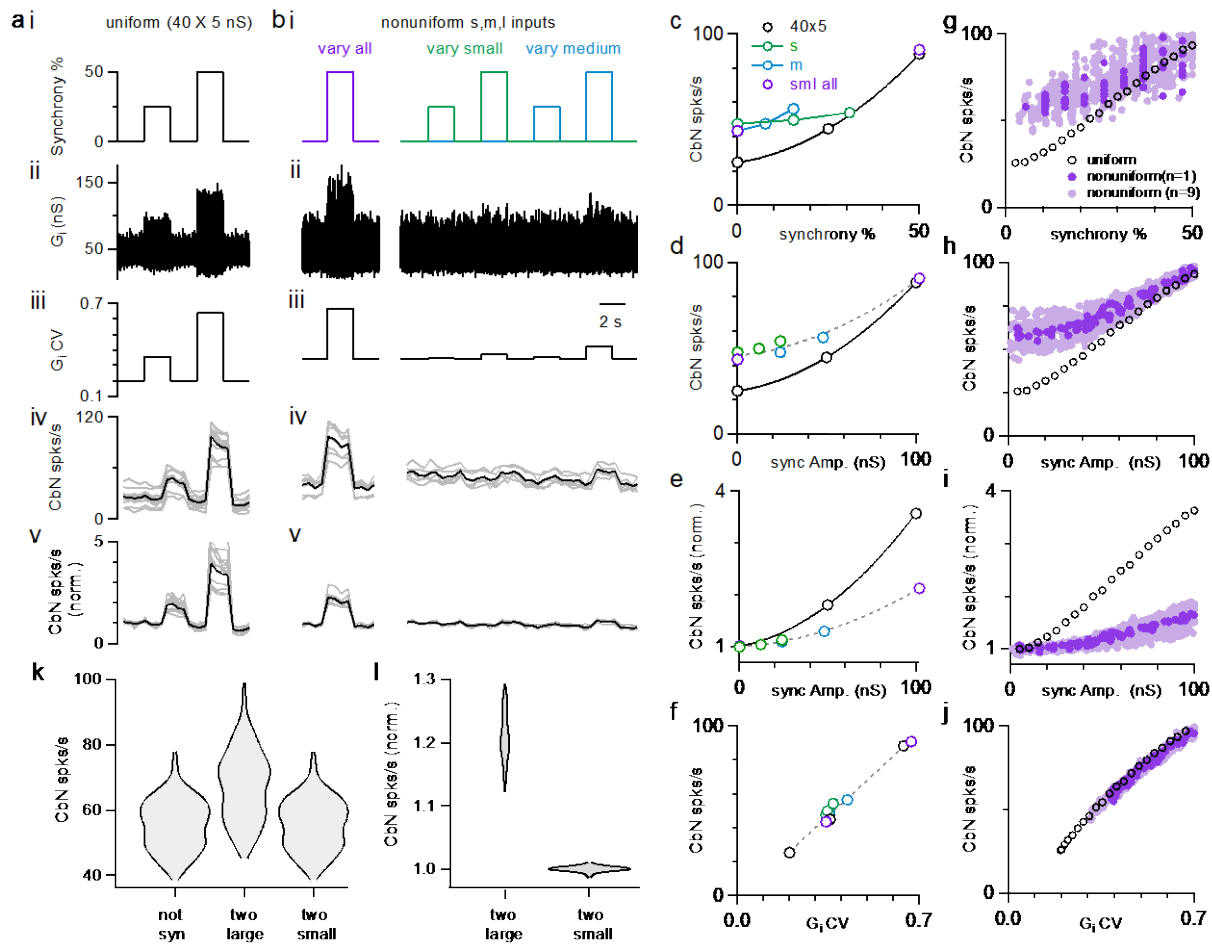 a i uniform (40 X 5 nS)
Synchrony %
50
0
ii
Gᵢ (nS)
150
50
iii
Gᵢ CV
0.7
0.1
iv
CbN spks/s
120
0
v
CbN spks/s
(norm.)
5
0
b i nonuniform s,m,l inputs
vary all
vary small
vary medium
ii
iii
2 s
iv
v
c
CbN spks/s
100
0
40x5
s
m
sml all
0
50
synchrony %
d
CbN spks/s
100
0
0
100
sync Amp. (nS)
e
CbN spks/s (norm.)
4
1
0
100
sync Amp. (nS)
f
CbN spks/s
100
0
0.0
0.7
Gᵢ CV
g
CbN spks/s
100
0
uniform
nonuniform(n=1)
nonuniform (n=9)
0
50
synchrony %
h
CbN spks/s
100
0
0
100
sync Amp. (nS)
i
CbN spks/s (norm.)
4
1
0
100
sync Amp. (nS)
j
CbN spks/s
100
0
0.0
0.7
Gᵢ CV
k
CbN spks/s
100
80
60
40
not
syn
two
large
two
small
l
CbN spks/s (norm.)
1.3
1.2
1.1
1.0
two
large
two
small